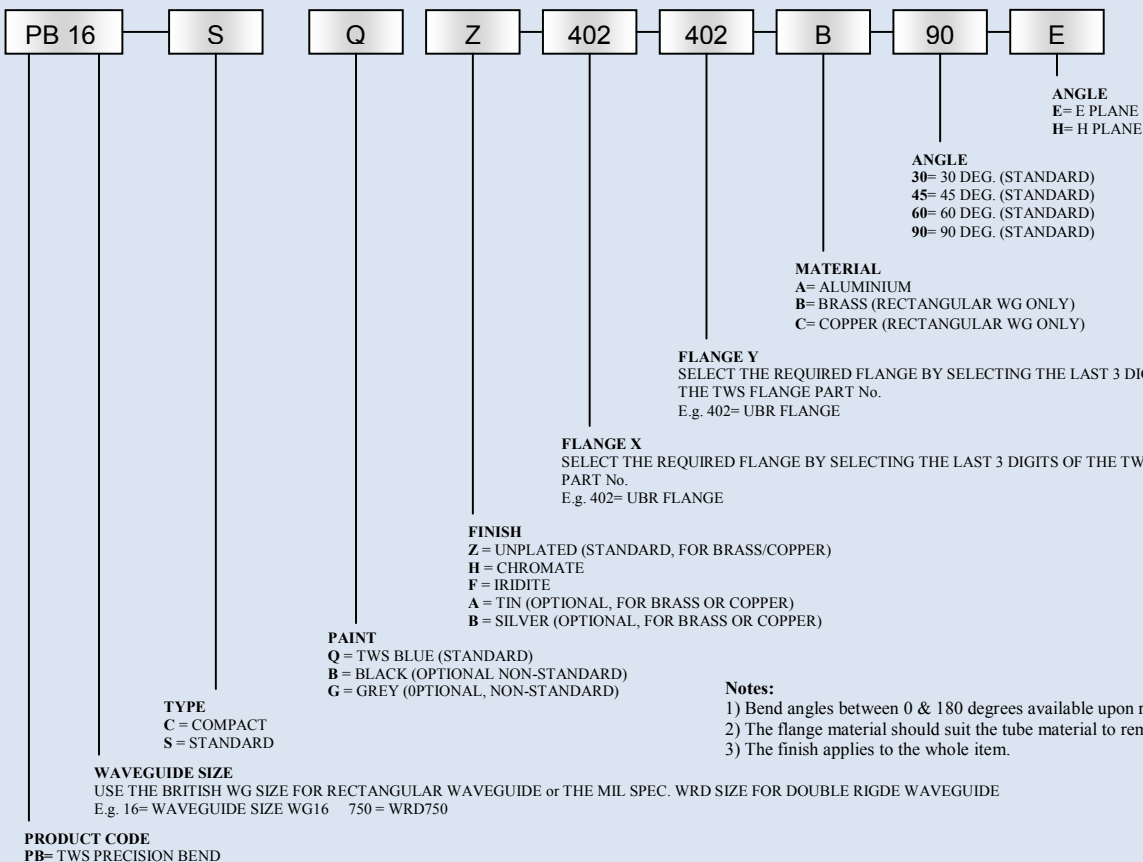 PB 16 S Q Z 402 402 B 90 E
ANGLE
E= E PLANE
H= H PLANE
ANGLE
30= 30 DEG. (STANDARD)
45= 45 DEG. (STANDARD)
60= 60 DEG. (STANDARD)
90= 90 DEG. (STANDARD)
MATERIAL
A= ALUMINIUM
B= BRASS (RECTANGULAR WG ONLY)
C= COPPER (RECTANGULAR WG ONLY)
FLANGE Y
SELECT THE REQUIRED FLANGE BY SELECTING THE LAST 3
THE TWS FLANGE PART No.
E.g. 402= UBR FLANGE
FLANGE X
SELECT THE REQUIRED FLANGE BY SELECTING THE LAST 3 DIGITS OF THE
PART No.
E.g. 402= UBR FLANGE
FINISH
Z = UNPLATED (STANDARD, FOR BRASS/COPPER)
H = CHROMATE
F = IRIDITE
A = TIN (OPTIONAL, FOR BRASS OR COPPER)
B = SILVER (OPTIONAL, FOR BRASS OR COPPER)
PAINT
Q = TWS BLUE (STANDARD)
B = BLACK (OPTIONAL NON-STANDARD)
G = GREY (0PTIONAL, NON-STANDARD)
TYPE
C = COMPACT
S = STANDARD
Notes:
1) Bend angles between 0 & 180 degrees available upon
2) The flange material should suit the tube material to
3) The finish applies to the whole item.
WAVEGUIDE SIZE
USE THE BRITISH WG SIZE FOR RECTANGULAR WAVEGUIDE or THE MIL SPEC. WRD SIZE FOR DOUBLE RIGDE WAVEGUIDE
E.g. 16= WAVEGUIDE SIZE WG16 750 = WRD750
PRODUCT CODE
PB= TWS PRECISION BEND